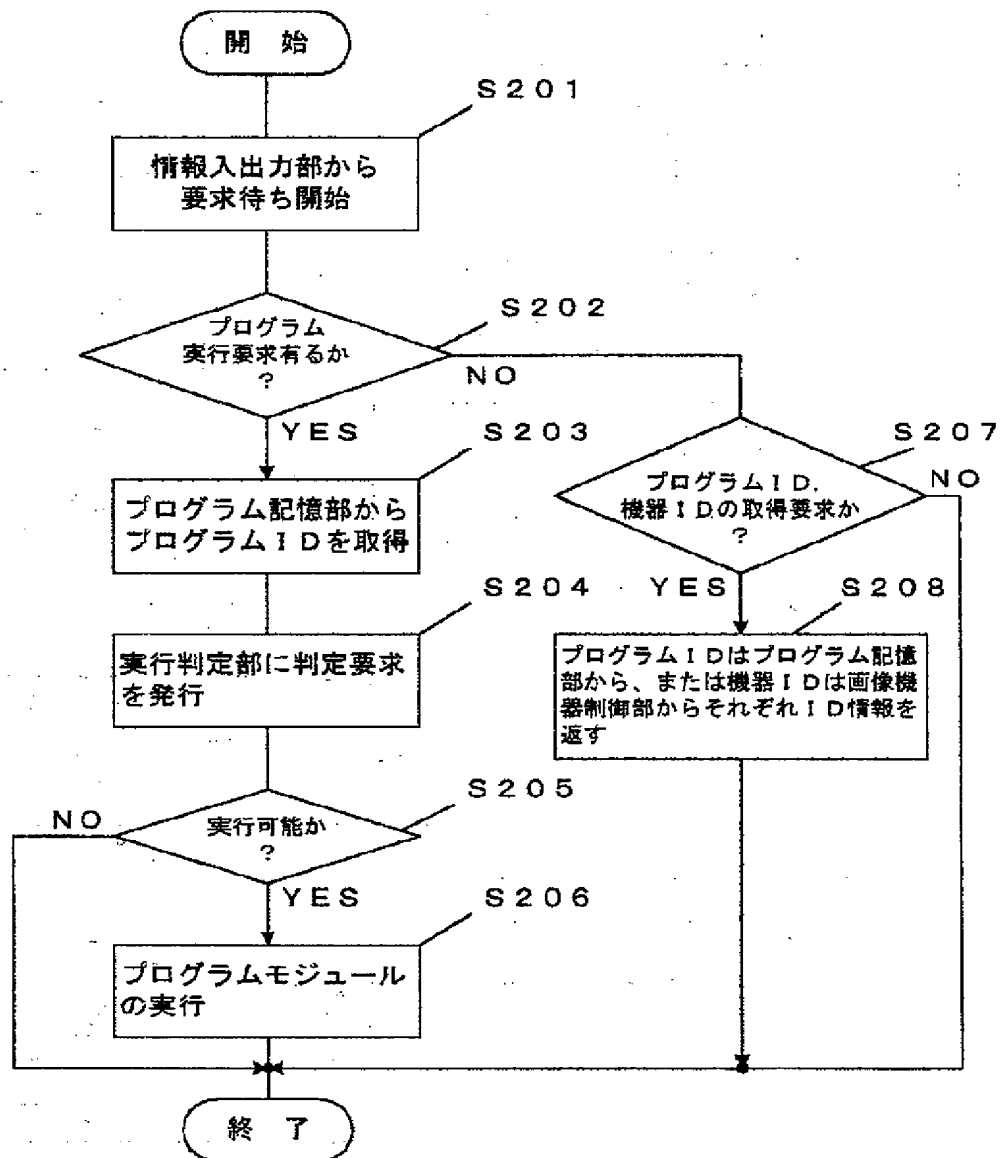 開 始
S201
情報入出力部から
要求待ち開始
S202
プログラム
実行要求有るか
?
NO
YES
S203
プログラム記憶部から
プログラムIDを取得
S204
実行判定部に判定要求
を発行
S205
実行可能か
?
NO
YES
S206
プログラムモジュール
の実行
S207
プログラムID,
機器IDの取得要求か
?
NO
YES
S208
プログラムIDはプログラム記憶
部から、または機器IDは画像機
器制御部からそれぞれID情報を
返す
終 了